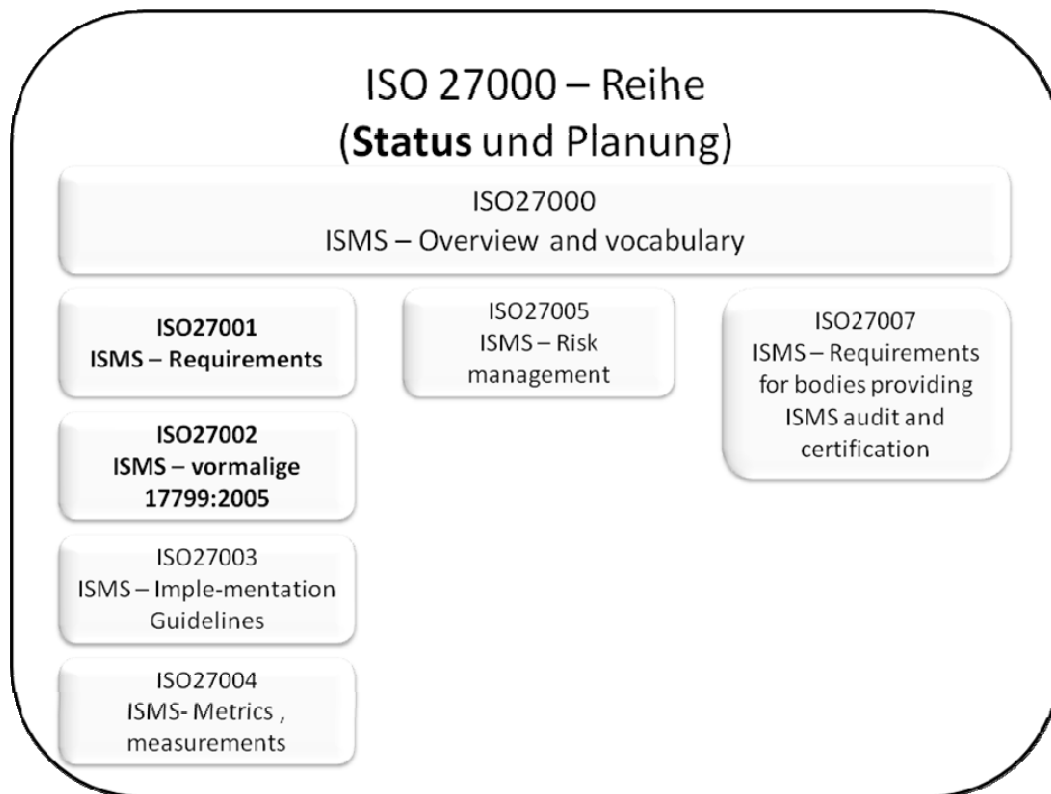 ISO 27000 – Reihe
(Status und Planung)
ISO27000
ISMS – Overview and vocabulary
ISO27001
ISMS – Requirements
ISO27002
ISMS – vormalige
17799:2005
ISO27003
ISMS – Imple-mentation
Guidelines
ISO27004
ISMS- Metrics ,
measurements
ISO27005
ISMS – Risk
management
ISO27007
ISMS – Requirements
for bodies providing
ISMS audit and
certification